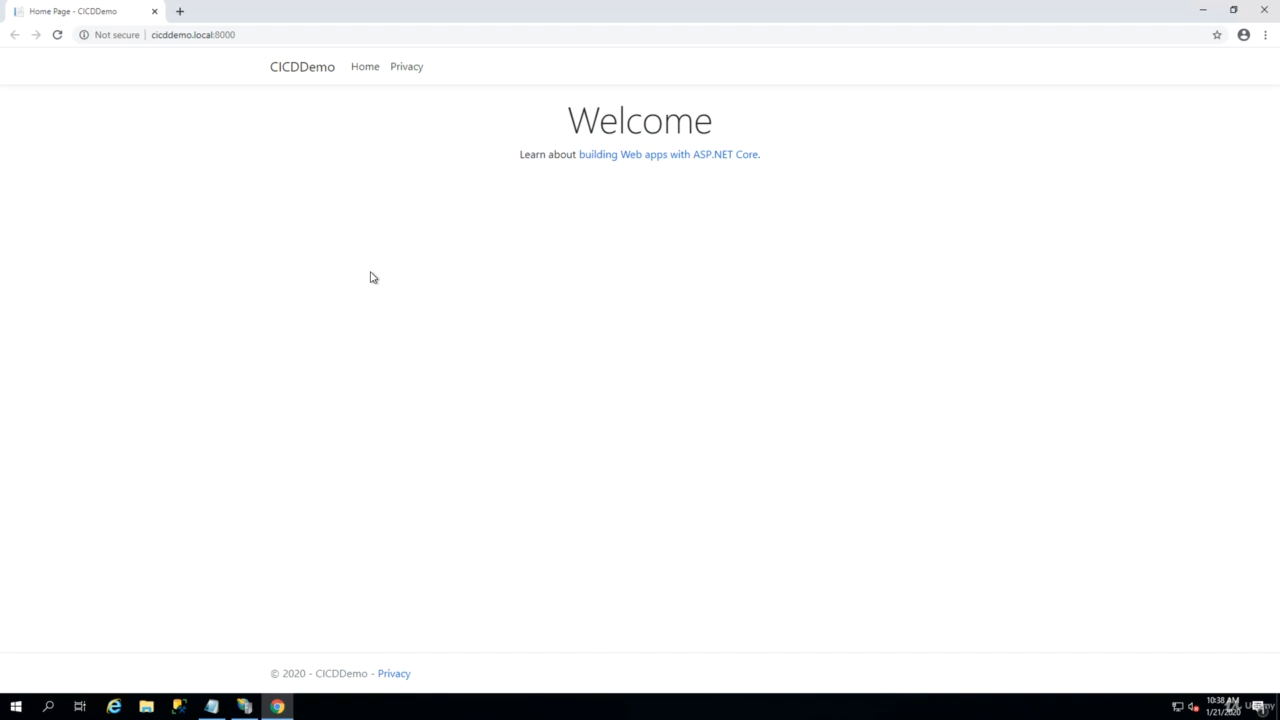 Home Page - CICDDemo
Not secure
cicddemo.local:8000
CICDDemo
Home
Privacy
Welcome
Learn about building Web apps with ASP.NET Core.
© 2020 - CICDDemo - Privacy
10:38 AM
1/21/2020
Udemy